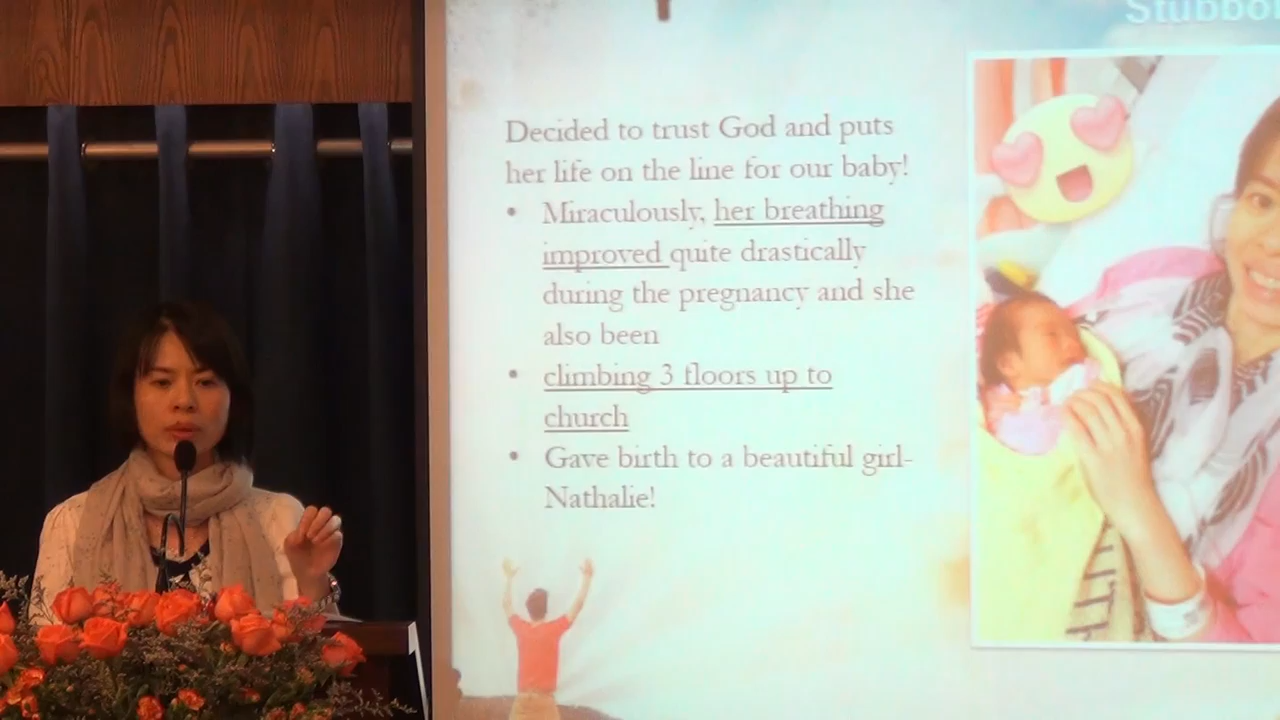 Decided to trust God and puts
her life on the line for our baby!
• Miraculously, her breathing
improved quite drastically
during the pregnancy and she
also been
• climbing 3 floors up to
church
• Gave birth to a beautiful girl-
Nathalie!